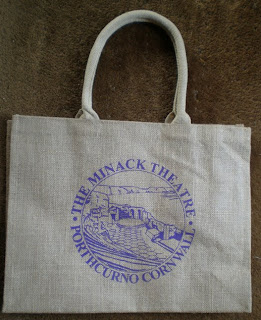 • THE MINACK THEATRE •
PORTHCURNO CORNWALL